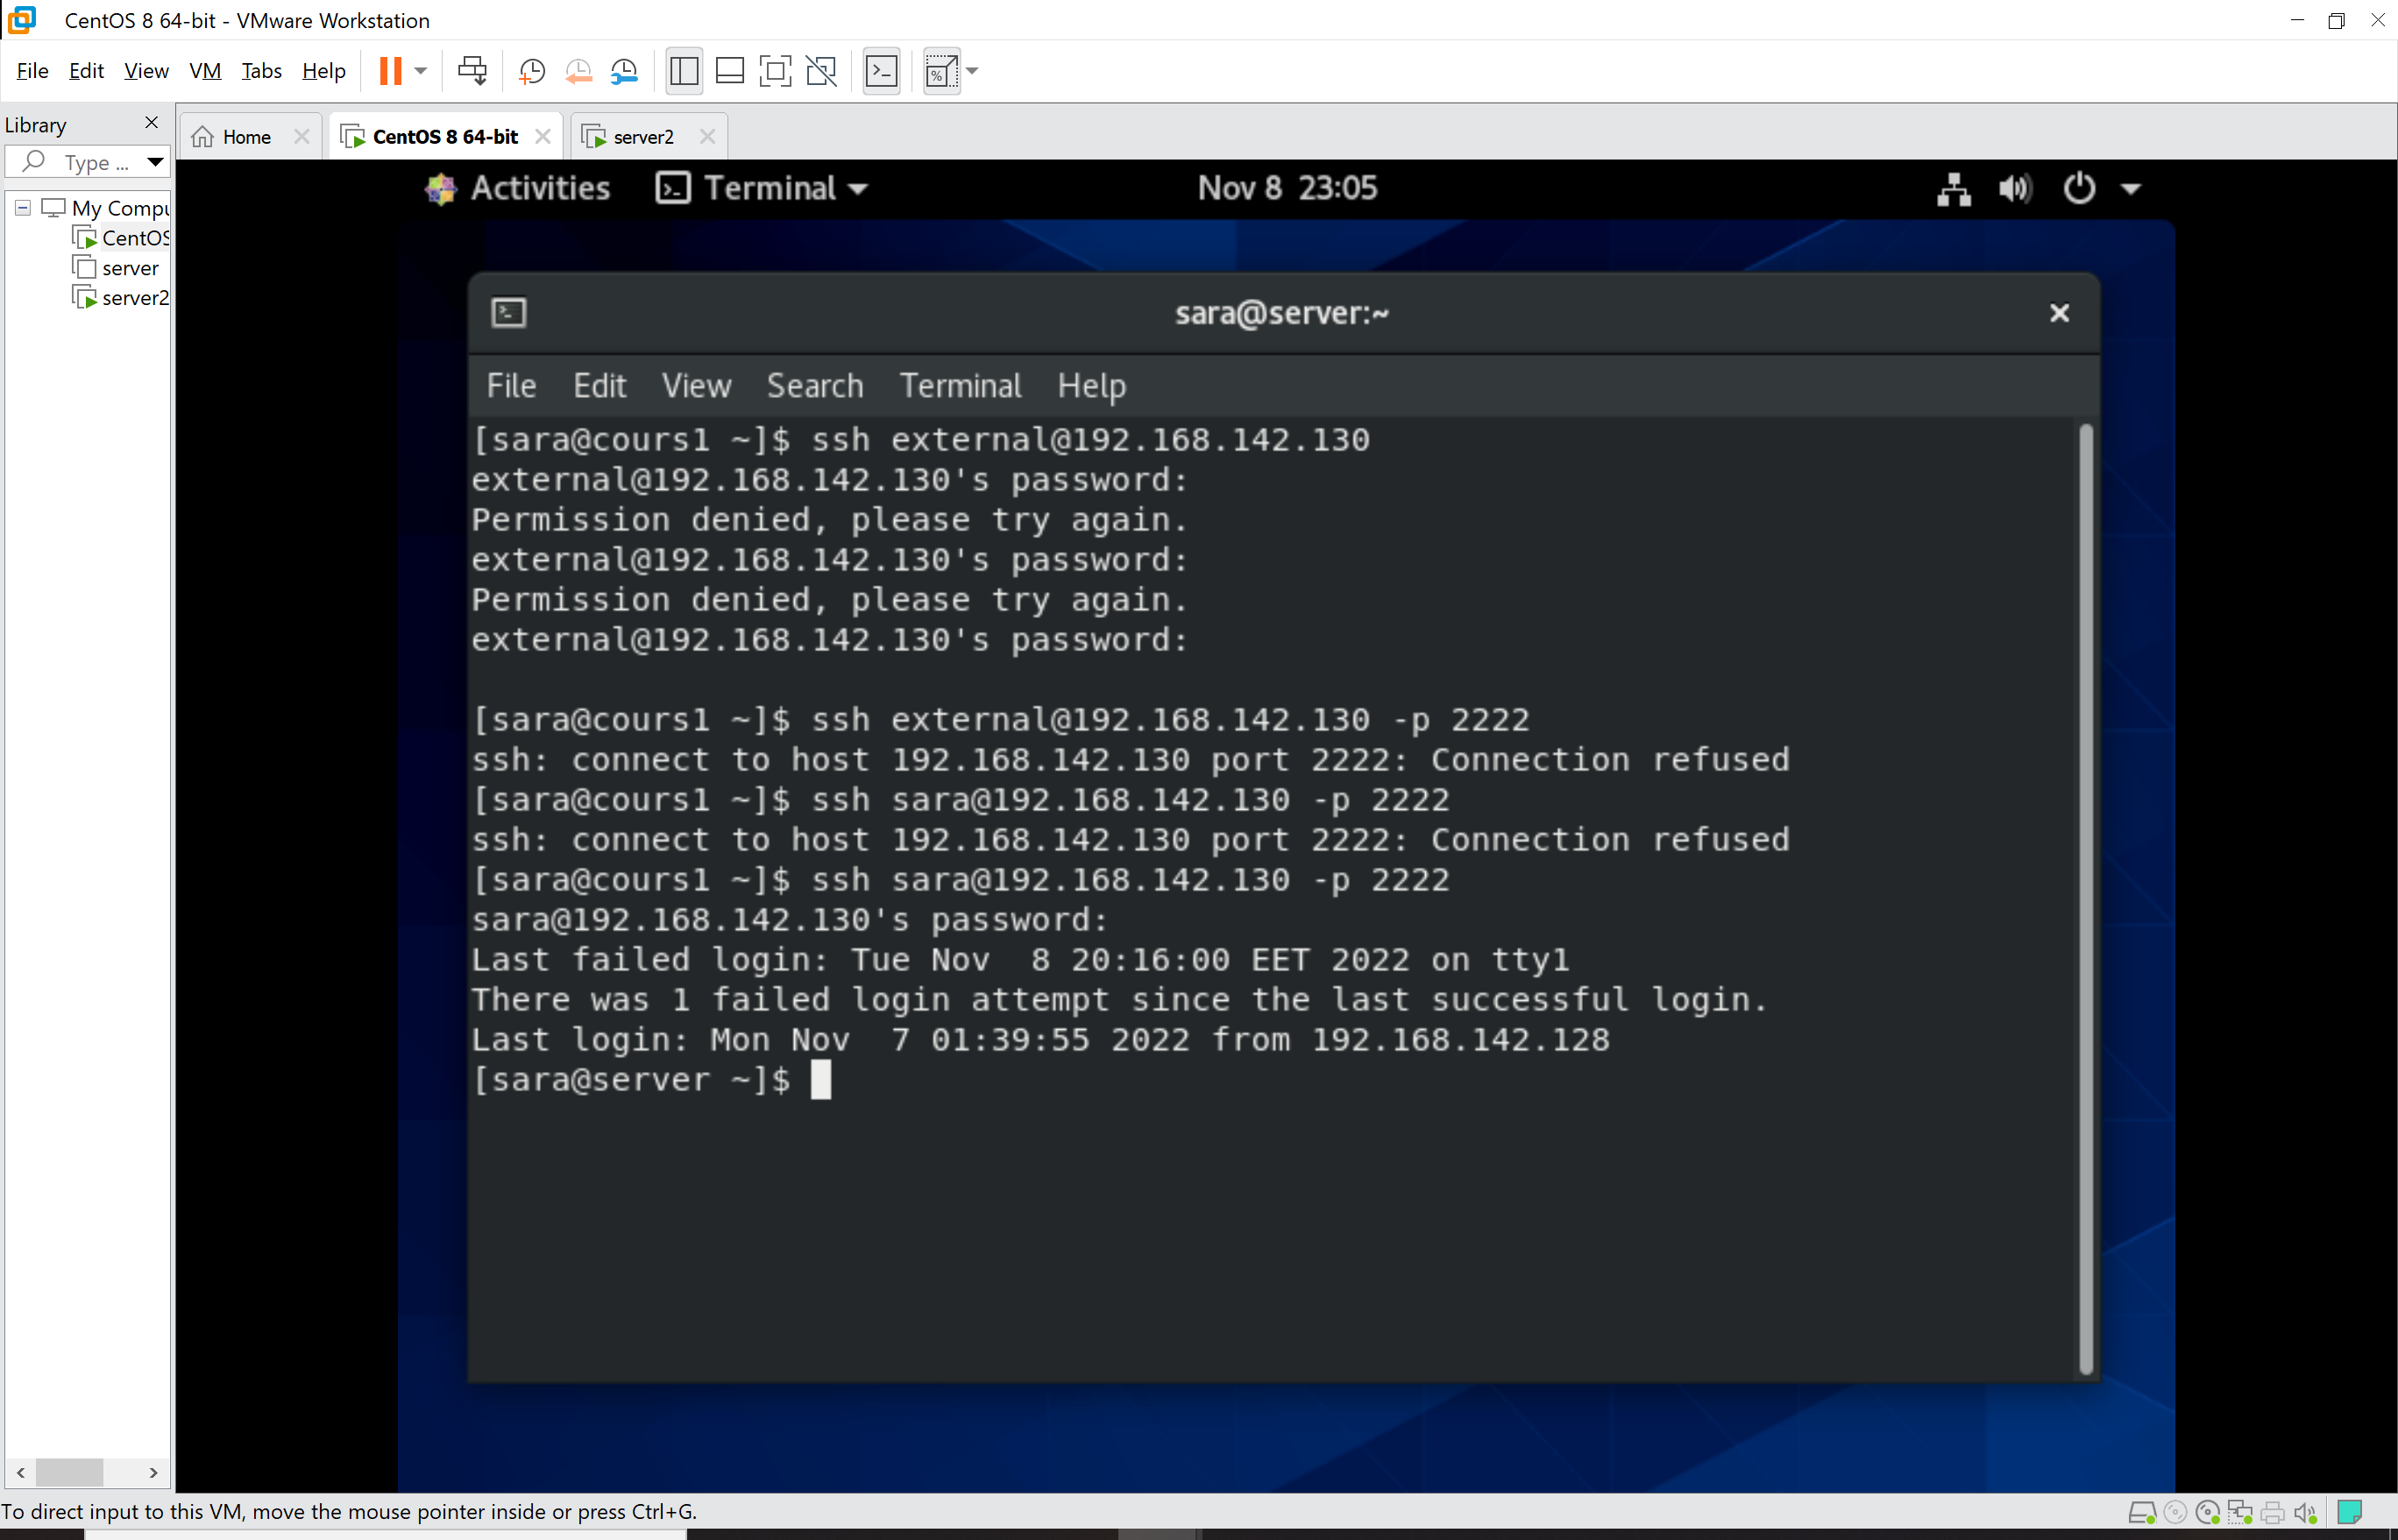 CentOS 8 64-bit - VMware Workstation
File Edit View VM Tabs Help
Library
Type ...
Home
CentOS 8 64-bit
server2
My Compu
CentOS
server
server2
Activities
Terminal
Nov 8 23:05
sara@server:~
File Edit View Search Terminal Help
[sara@cours1 ~]$ ssh external@192.168.142.130
external@192.168.142.130's password:
Permission denied, please try again.
external@192.168.142.130's password:
Permission denied, please try again.
external@192.168.142.130's password:
[sara@cours1 ~]$ ssh external@192.168.142.130 -p 2222
ssh: connect to host 192.168.142.130 port 2222: Connection refused
[sara@cours1 ~]$ ssh sara@192.168.142.130 -p 2222
ssh: connect to host 192.168.142.130 port 2222: Connection refused
[sara@cours1 ~]$ ssh sara@192.168.142.130 -p 2222
sara@192.168.142.130's password:
Last failed login: Tue Nov  8 20:16:00 EET 2022 on tty1
There was 1 failed login attempt since the last successful login.
Last login: Mon Nov  7 01:39:55 2022 from 192.168.142.128
[sara@server ~]$
To direct input to this VM, move the mouse pointer inside or press Ctrl+G.